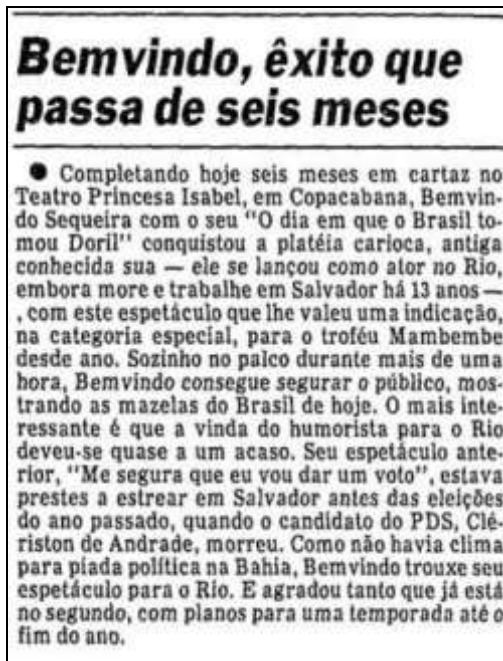 Bemvindo, êxito que
passa de seis meses
● Completando hoje seis meses em cartaz no
Teatro Princesa Isabel, em Copacabana, Bemvin-
do Sequeira com o seu "O dia em que o Brasil to-
mou Doril" conquistou a platéia carioca, antiga
conhecida sua — ele se lançou como ator no Rio,
embora more e trabalhe em Salvador há 13 anos —
, com este espetáculo que lhe valeu uma indicação,
na categoria especial, para o troféu Mambembe
desde ano. Sozinho no palco durante mais de uma
hora, Bemvindo consegue segurar o público, mos-
trando as mazelas do Brasil de hoje. O mais inte-
ressante é que a vinda do humorista para o Rio
deveu-se quase a um acaso. Seu espetáculo ante-
rior, "Me segura que eu vou dar um voto", estava
prestes a estrear em Salvador antes das eleições
do ano passado, quando o candidato do PDS, Clé-
riston de Andrade, morreu. Como não havia clima
para piada política na Bahia, Bemvindo trouxe seu
espetáculo para o Rio. E agradou tanto que já está
no segundo, com planos para uma temporada até o
fim do ano.